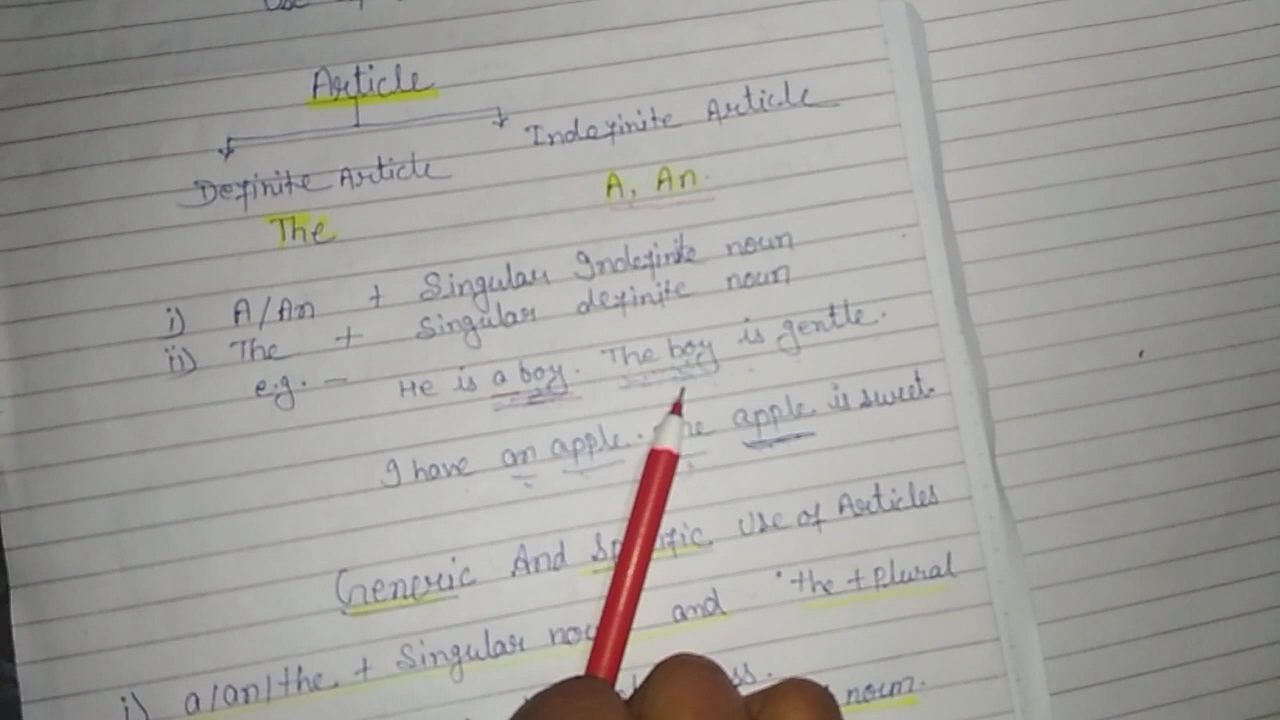 Article
Definite Article Indefinite Article
The A, An.
i) A/An + Singular Indefinite noun
ii) The + Singular definite noun
e.g. - He is a boy. The boy is gentle.
I have an apple. apple is sweet.
Generic And Use of Articles
i) a/an/the + Singular and 'the + Plural
noun.